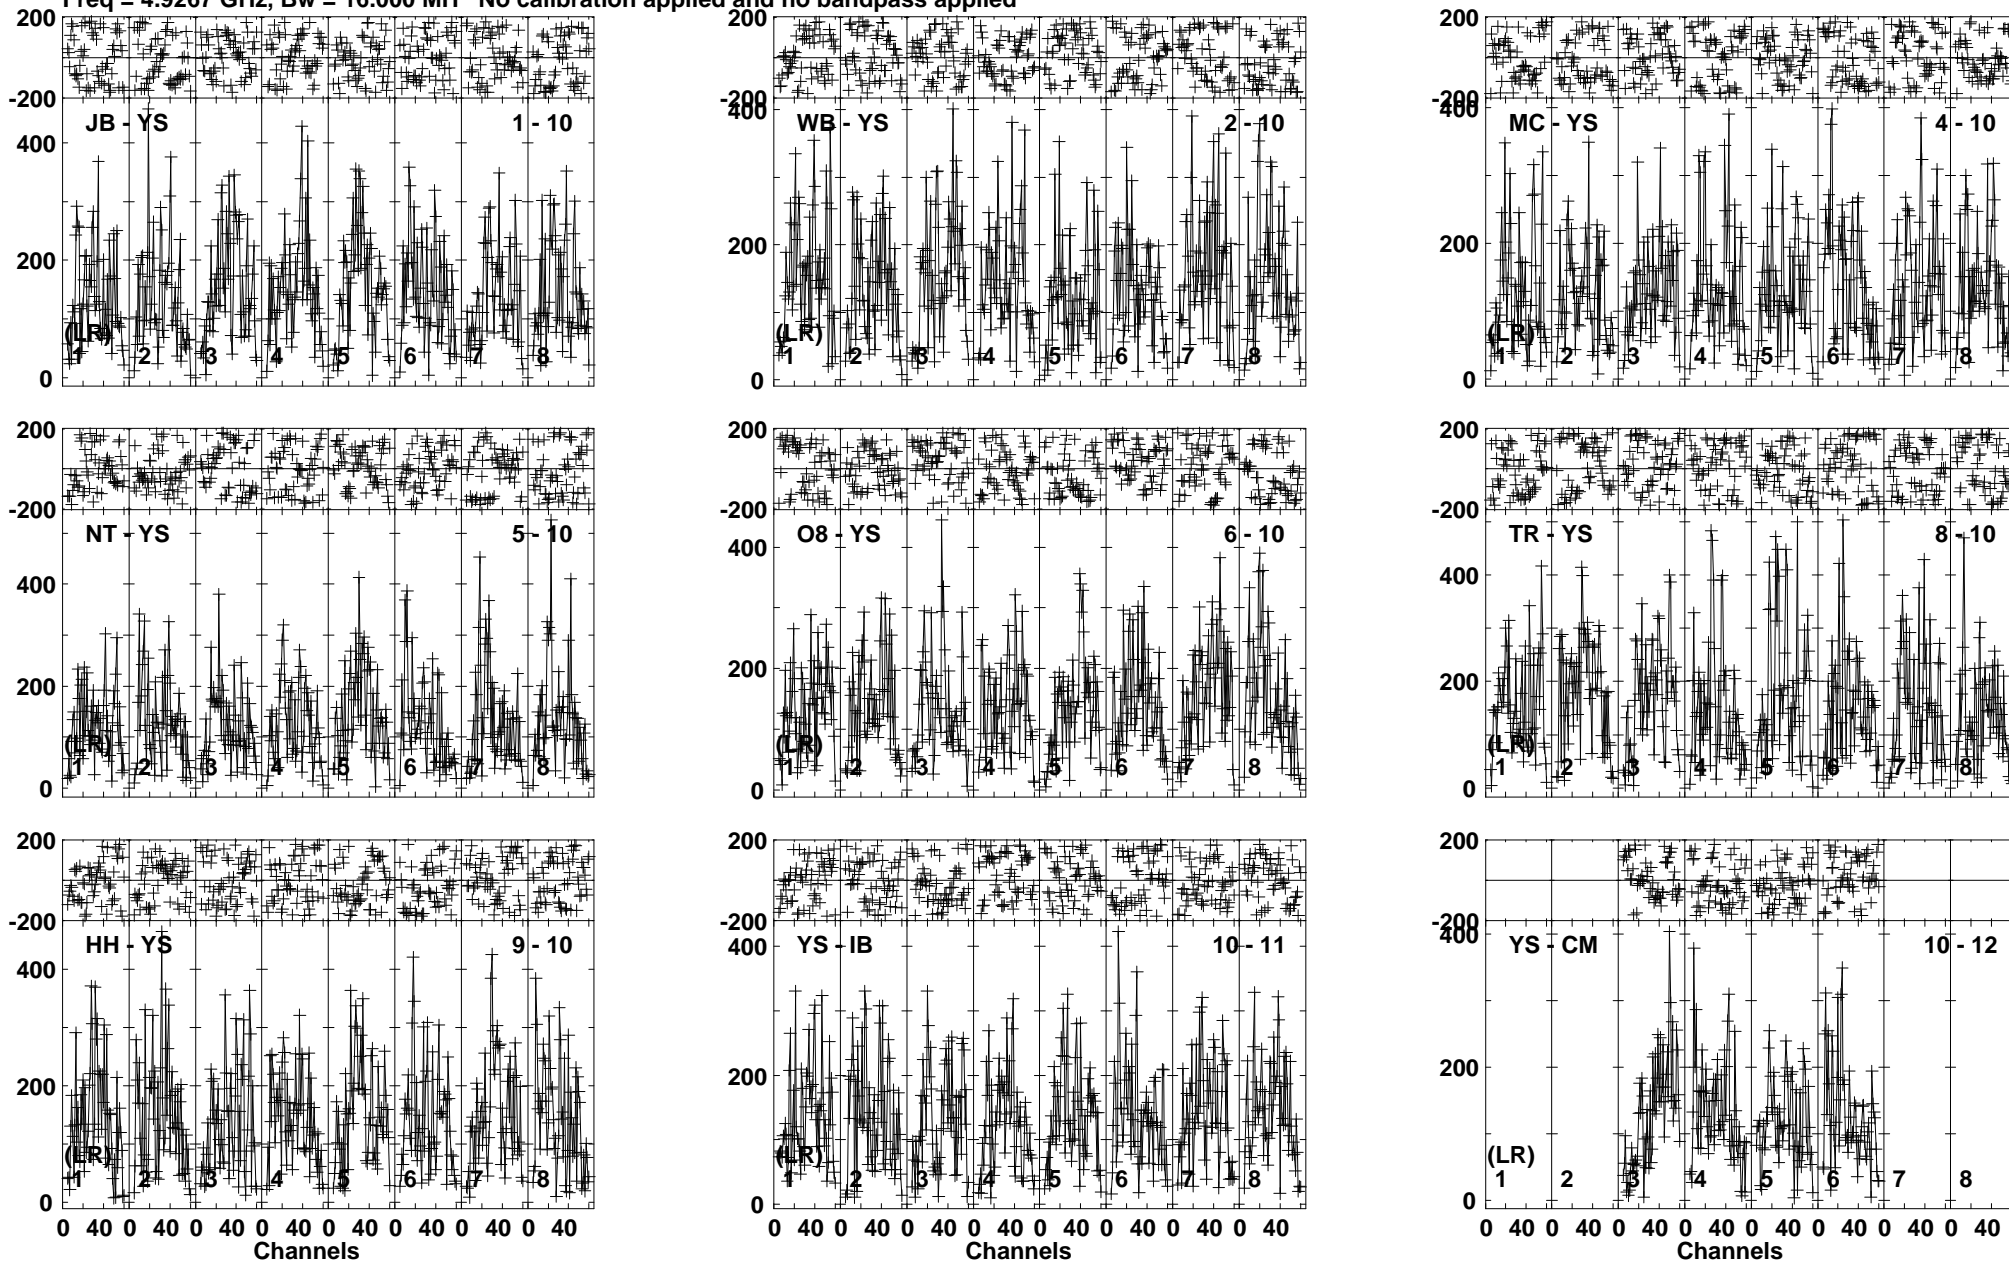 Freq = 4.9267 GHz, Bw = 16.000 MH No calibration applied and no bandpass applied
200
-200
JB - YS 1 - 10
400
200
0
(LR)
1 2 3 4 5 6 7 8
200
-200
WB - YS 2 - 10
400
200
0
(LR)
1 2 3 4 5 6 7 8
200
-200
MC - YS 4 - 10
400
200
0
(LR)
1 2 3 4 5 6 7 8
200
-200
NT - YS 5 - 10
400
200
0
(LR)
1 2 3 4 5 6 7 8
200
-200
O8 - YS 6 - 10
400
200
0
(LR)
1 2 3 4 5 6 7 8
200
-200
TR - YS 8 - 10
400
200
0
(LR)
1 2 3 4 5 6 7 8
200
-200
HH - YS 9 - 10
400
200
0
(LR)
1 2 3 4 5 6 7 8
0 40 0 40 0 40 0 40 0 40 0 40 0 40 0 40
Channels
200
-200
YS - IB 10 - 11
400
200
0
(LR)
1 2 3 4 5 6 7 8
0 40 0 40 0 40 0 40 0 40 0 40 0 40 0 40
Channels
200
-200
YS - CM 10 - 12
400
200
0
(LR)
1 2 3 4 5 6 7 8
0 40 0 40 0 40 0 40 0 40 0 40 0 40 0 40
Channels